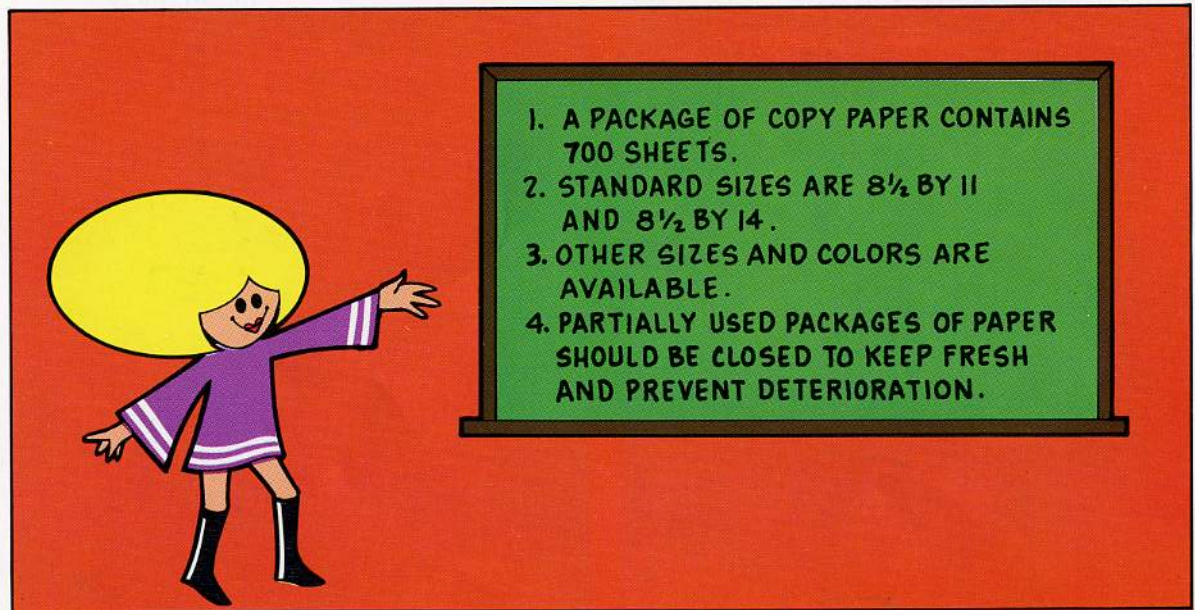 1. A PACKAGE OF COPY PAPER CONTAINS
700 SHEETS.
2. STANDARD SIZES ARE 8½ BY 11
AND 8½ BY 14.
3. OTHER SIZES AND COLORS ARE
AVAILABLE.
4. PARTIALLY USED PACKAGES OF PAPER
SHOULD BE CLOSED TO KEEP FRESH
AND PREVENT DETERIORATION.